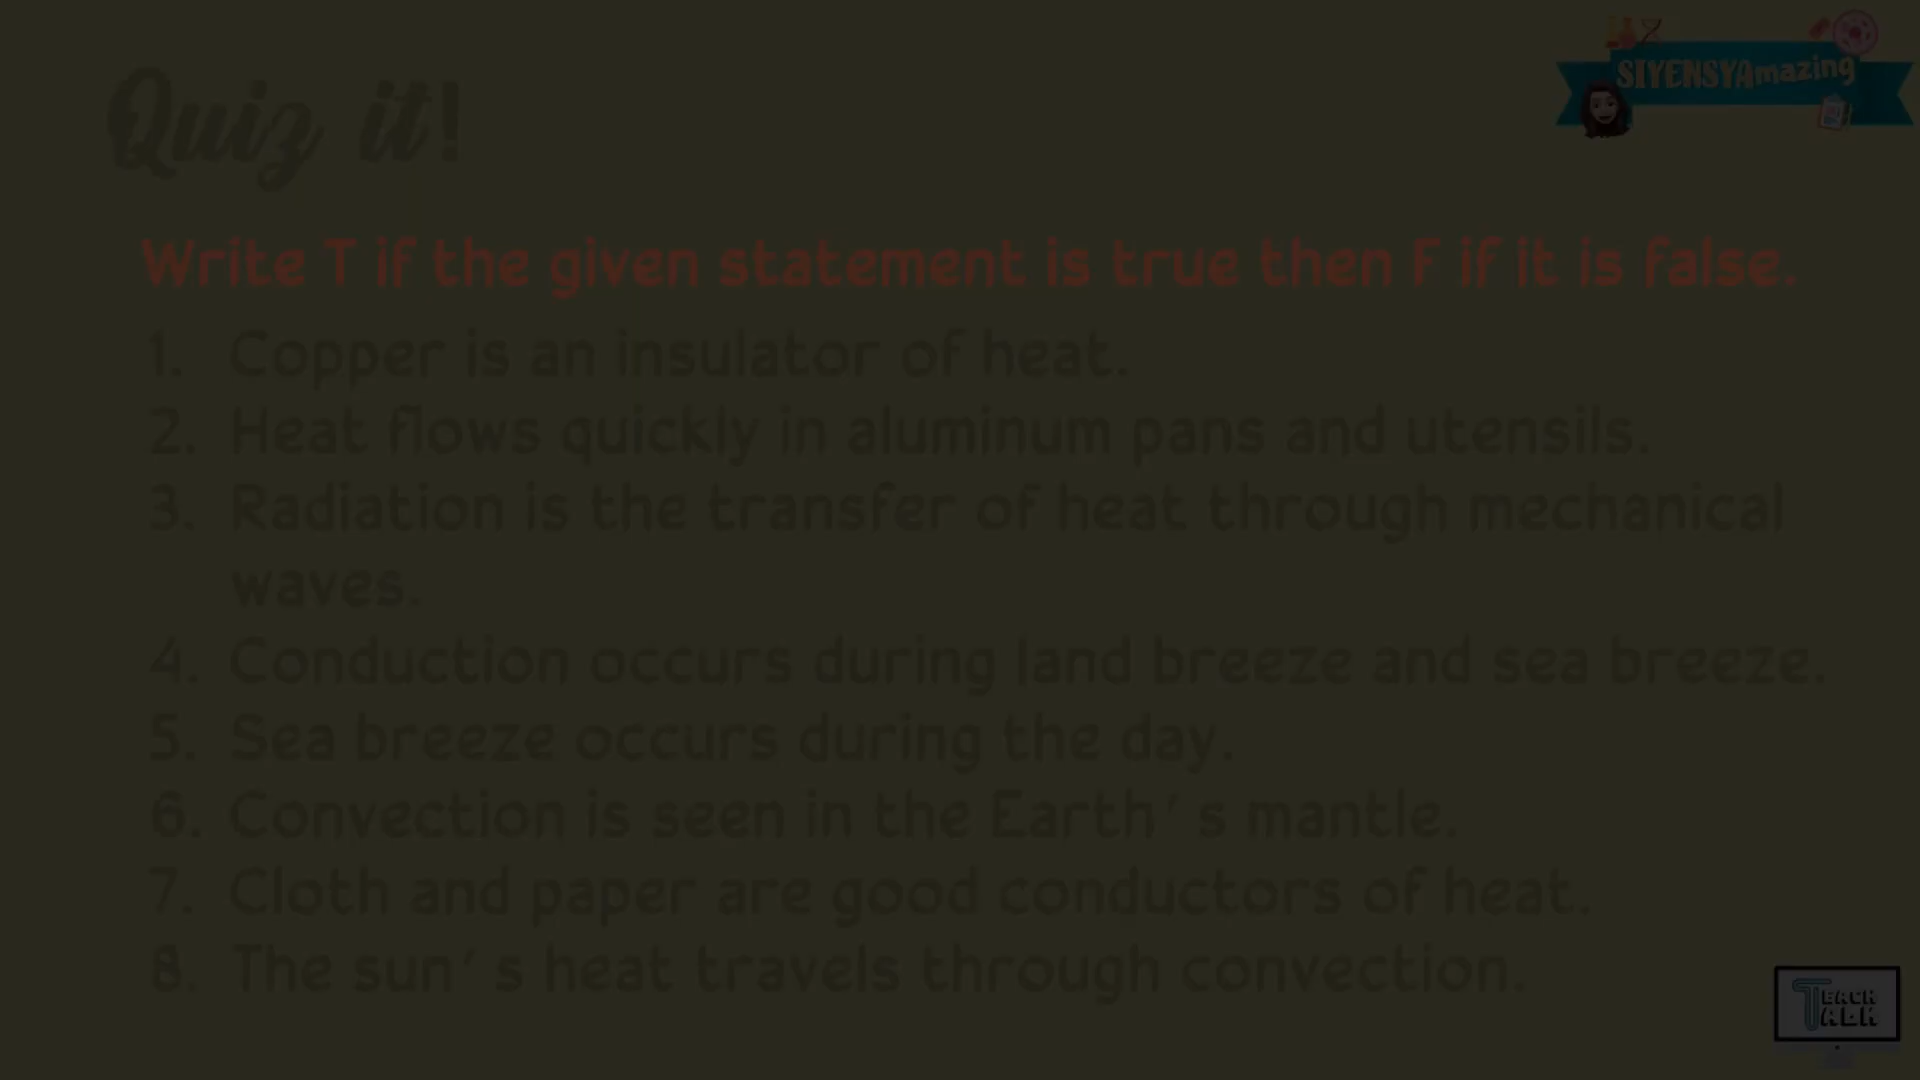 SIYENSYAmazing
Quiz it!
Write T if the given statement is true then F if it is false.
1. Copper is an insulator of heat.
2. Heat flows quickly in aluminum pans and utensils.
3. Radiation is the transfer of heat through mechanical
waves.
4. Conduction occurs during land breeze and sea breeze.
5. Sea breeze occurs during the day.
6. Convection is seen in the Earth’s mantle.
7. Cloth and paper are good conductors of heat.
8. The sun’s heat travels through convection.
TEACH
TALK